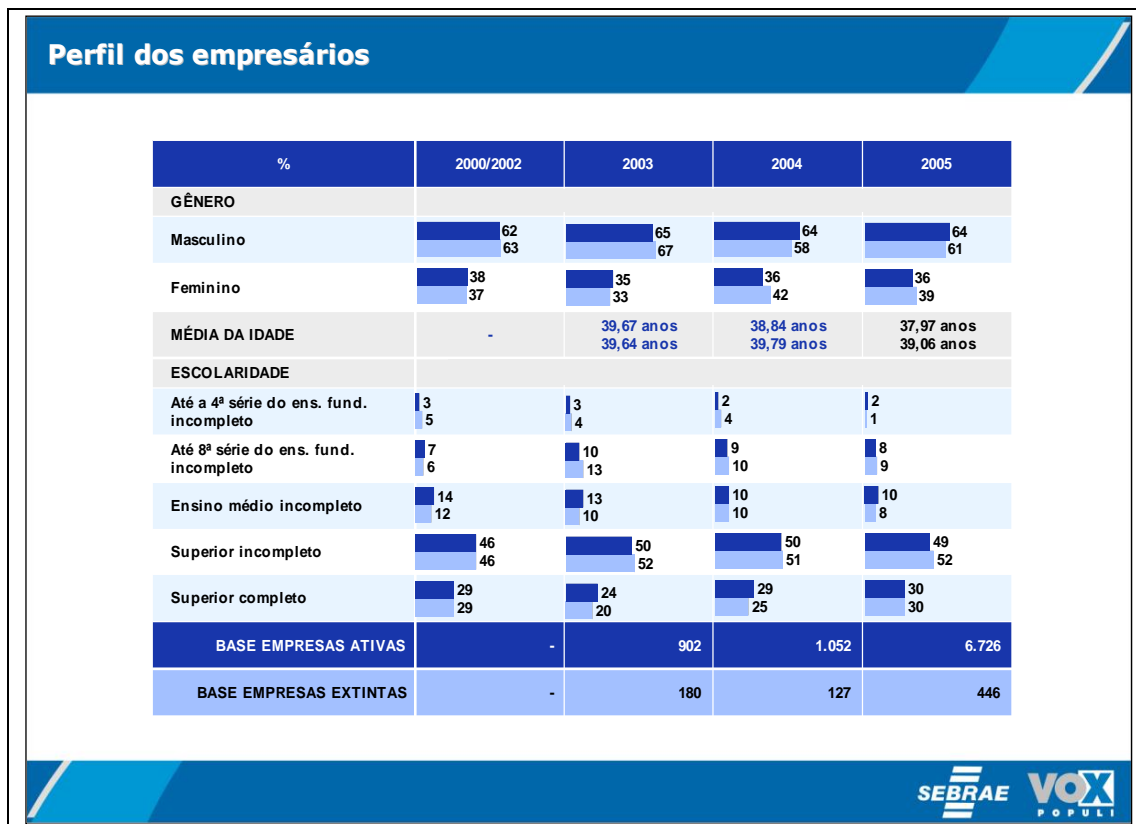 Perfil dos empresários
% 2000/2002 2003 2004 2005
GÊNERO
Masculino 62 65 64 64
63 67 58 61
Feminino 38 35 36 36
37 33 42 39
MÉDIA DA IDADE - 39,67 anos 38,84 anos 37,97 anos
39,64 anos 39,79 anos 39,06 anos
ESCOLARIDADE
Até a 4ª série do ens. fund. 3 3 2 2
incompleto 5 4 4 1
Até 8ª série do ens. fund. 7 10 9 8
incompleto 6 13 10 9
Ensino médio incompleto 14 13 10 10
12 10 10 8
Superior incompleto 46 50 50 49
46 52 51 52
Superior completo 29 24 29 30
29 20 25 30
BASE EMPRESAS ATIVAS - 902 1.052 6.726
BASE EMPRESAS EXTINTAS - 180 127 446
SEBRAE VOX
POPULI